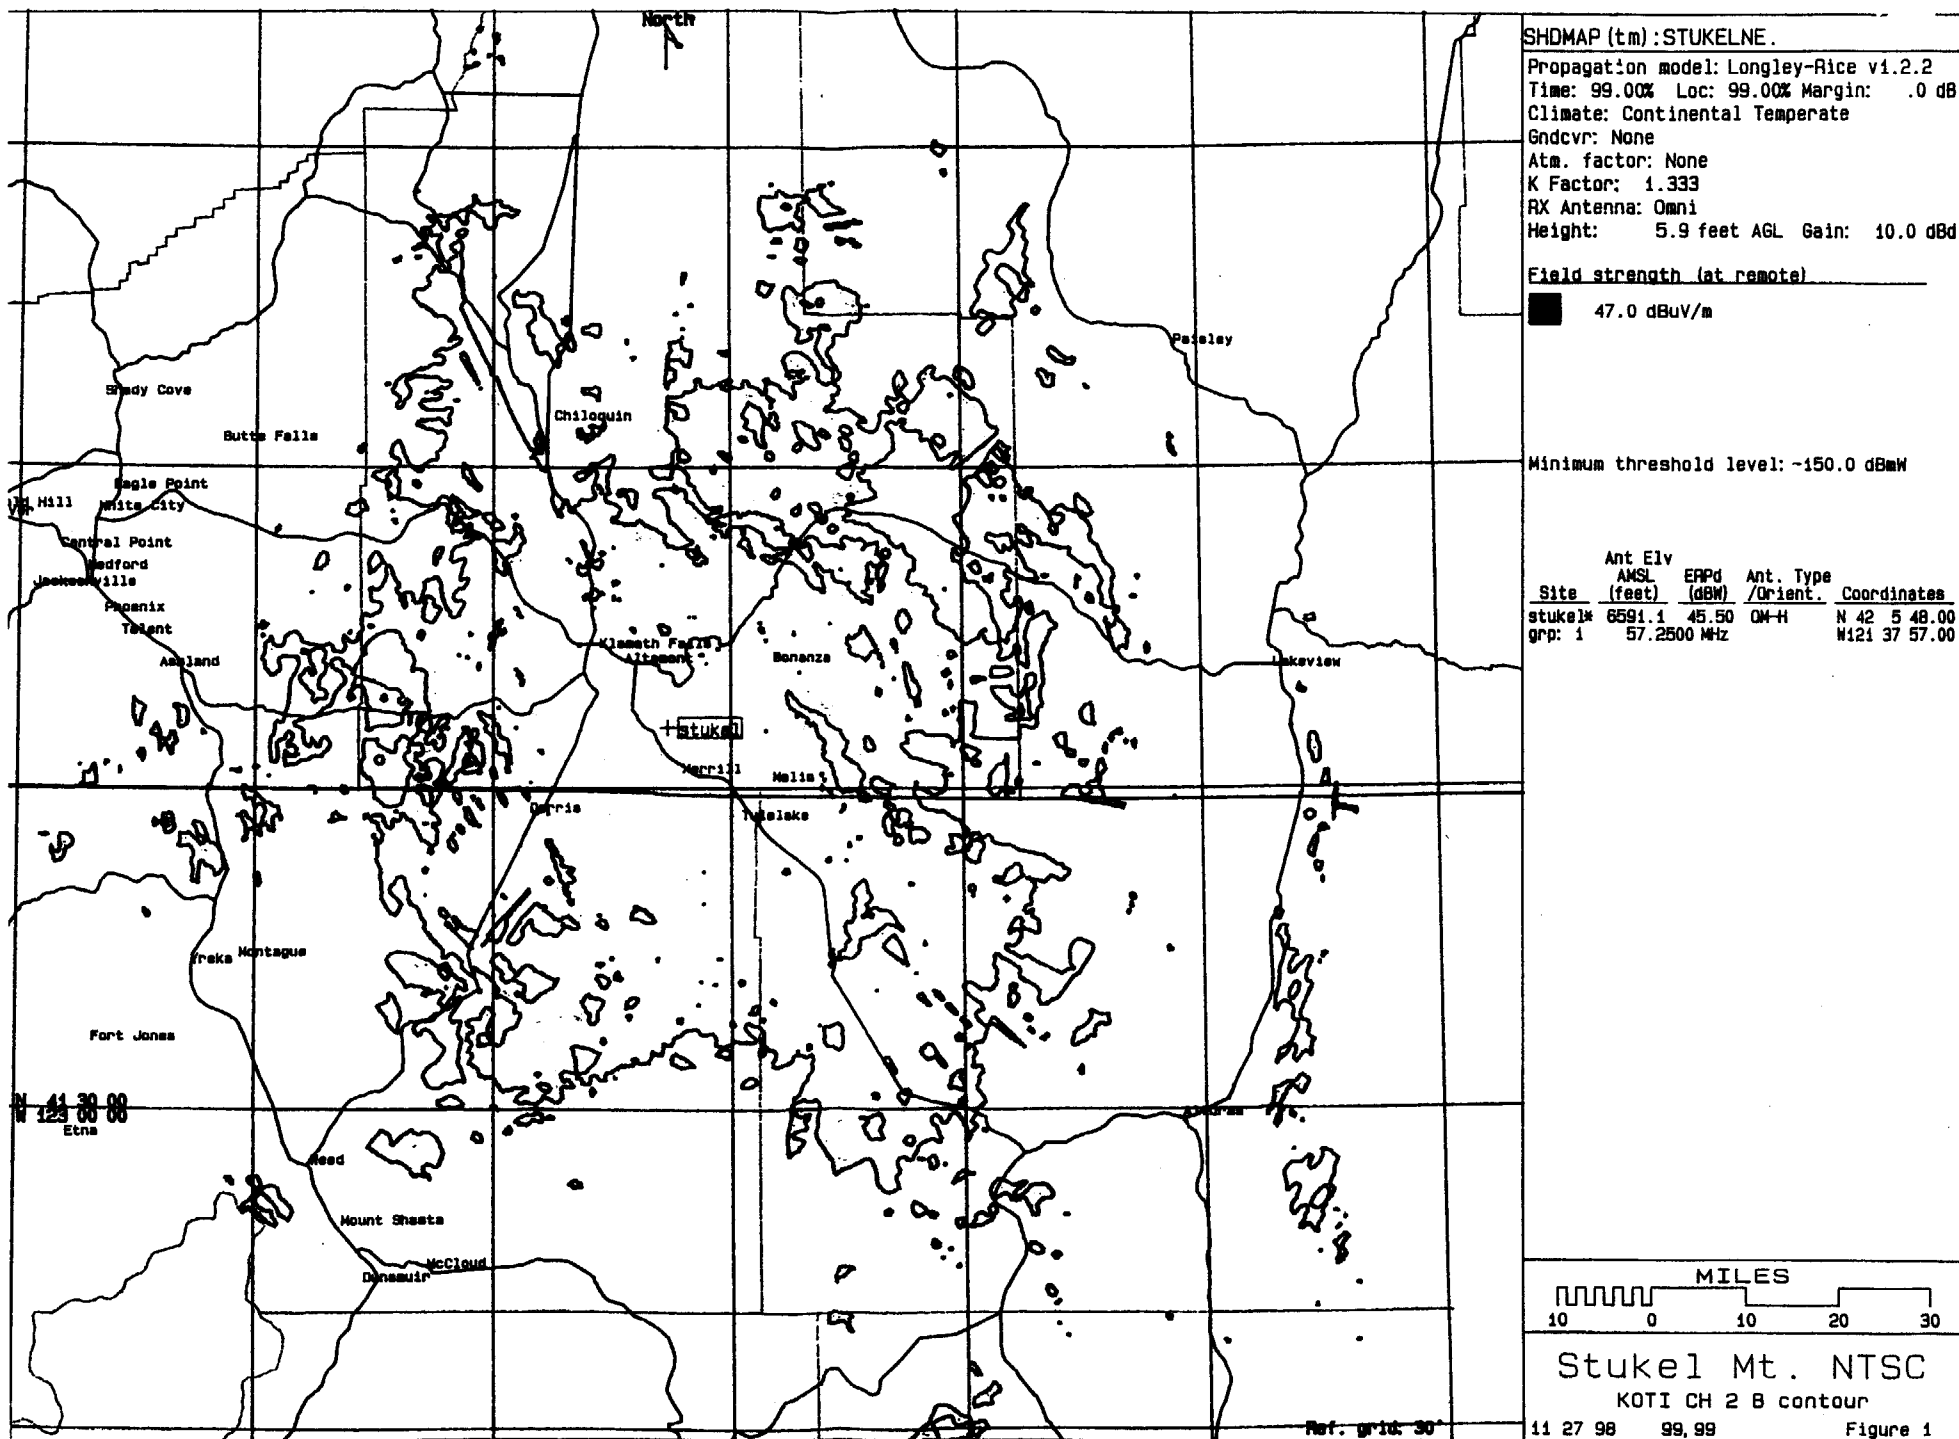 North
SHDMAP (tm) : STUKELNE.
Propagation model: Longley-Rice v1.2.2
Time: 99.00% Loc: 99.00% Margin: .0 dB
Climate: Continental Temperate
Gndcvr: None
Atm. factor: None
K Factor: 1.333
RX Antenna: Omni
Height: 5.9 feet AGL Gain: 10.0 dBd
Field strength (at remote)
47.0 dBuV/m
Minimum threshold level: -150.0 dBmW
Ant Elv
AMSL ERPd Ant. Type
Site (feet) (dBW) /Orient. Coordinates
stukel* 6591.1 45.50 OM-H N 42 5 48.00
grp: 1 57.2500 MHz W121 37 57.00
Paisley
Shady Cove
Chiloquin
Butte Falls
Eagle Point
Hill
White City
Central Point
Medford
Jacksonville
Phoenix
Talent
Ashland
Klamath Falls
Altamont
Bonanza
Lakeview
stukel
Merrill
Malin
Dorris
Tulelake
Yreka
Montague
Fort Jones
N 41 30 00
W 123 00 00
Etna
Alturas
Weed
Mount Shasta
McCloud
Dunsmuir
Ref. grid: 30'
MILES
10 0 10 20 30
Stukel Mt. NTSC
KOTI CH 2 B contour
11 27 98 99,99 Figure 1